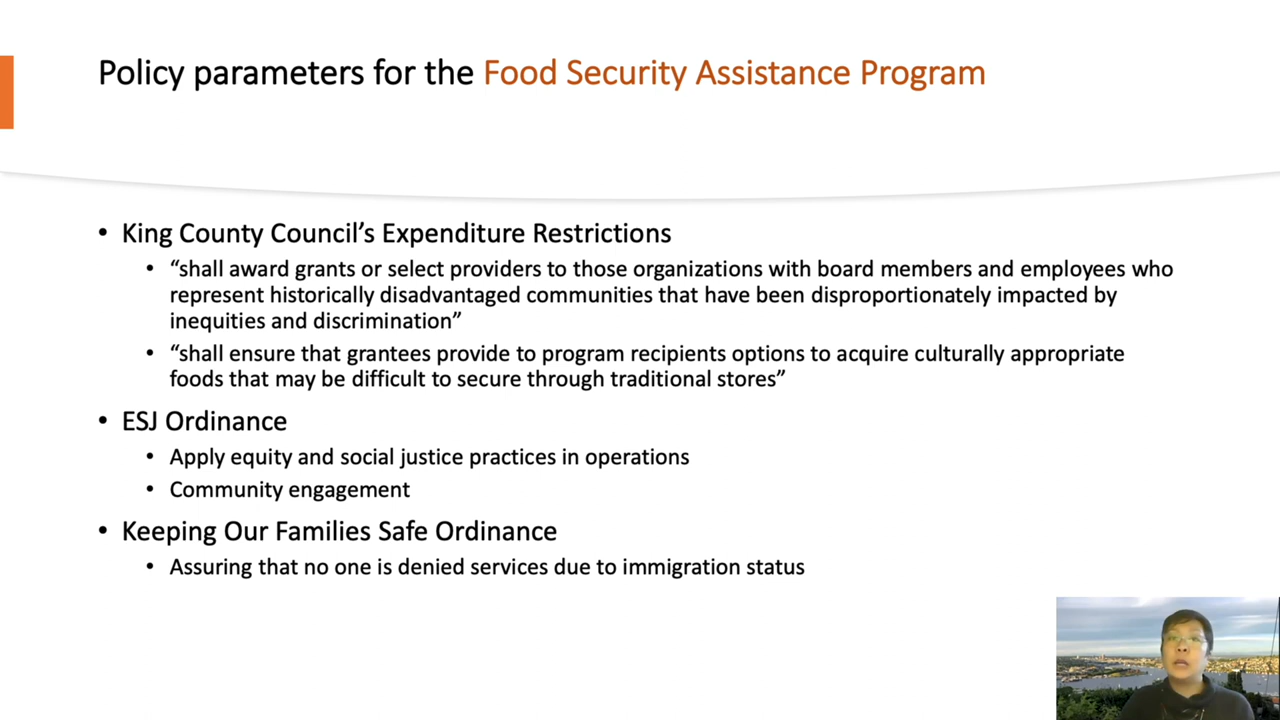 Policy parameters for the Food Security Assistance Program
• King County Council’s Expenditure Restrictions
• “shall award grants or select providers to those organizations with board members and employees who
represent historically disadvantaged communities that have been disproportionately impacted by
inequities and discrimination”
• “shall ensure that grantees provide to program recipients options to acquire culturally appropriate
foods that may be difficult to secure through traditional stores”
• ESJ Ordinance
• Apply equity and social justice practices in operations
• Community engagement
• Keeping Our Families Safe Ordinance
• Assuring that no one is denied services due to immigration status